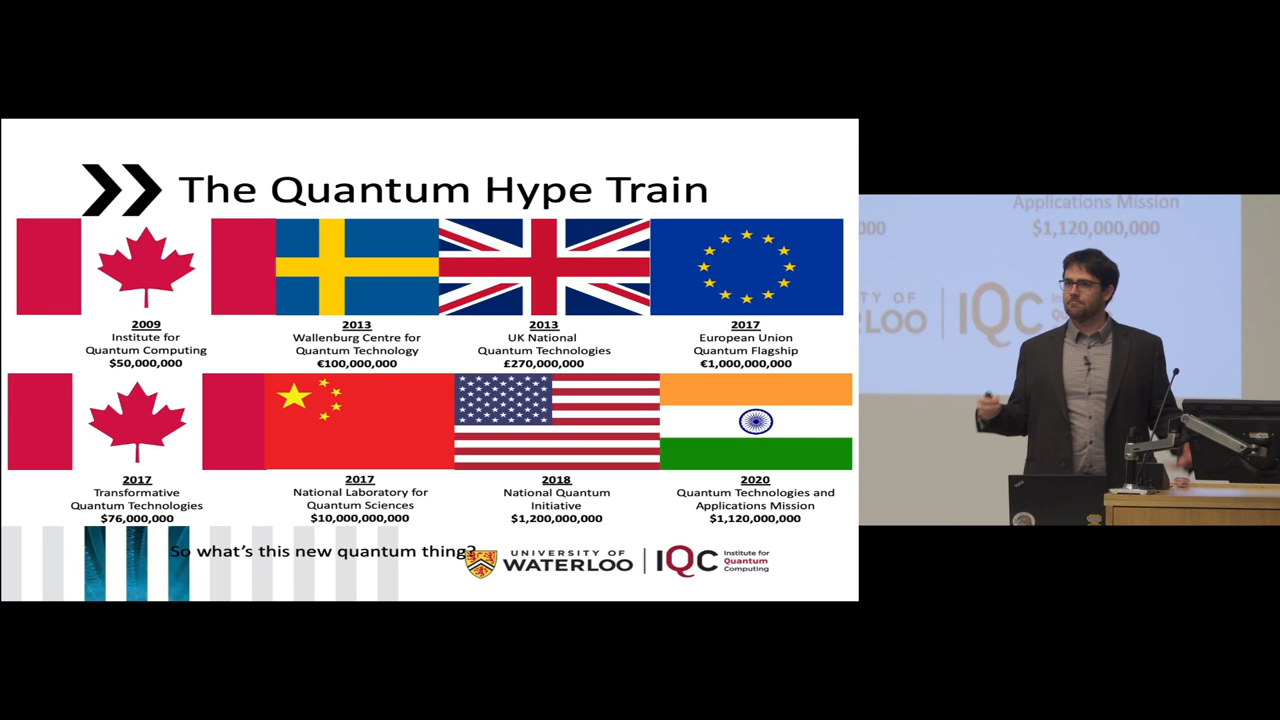 The Quantum Hype Train
2009
Institute for
Quantum Computing
$50,000,000
2013
Wallenburg Centre for
Quantum Technology
€100,000,000
2013
UK National
Quantum Technologies
£270,000,000
2017
European Union
Quantum Flagship
€1,000,000,000
2017
Transformative
Quantum Technologies
$76,000,000
2017
National Laboratory for
Quantum Sciences
$10,000,000,000
2018
National Quantum
Initiative
$1,200,000,000
2020
Quantum Technologies and
Applications Mission
$1,120,000,000
So what's this new quantum thing?
UNIVERSITY OF
WATERLOO
IQC
Institute for
Quantum
Computing
Applications Mission
000
$1,120,000,000
TY OF
RLOO
IQC